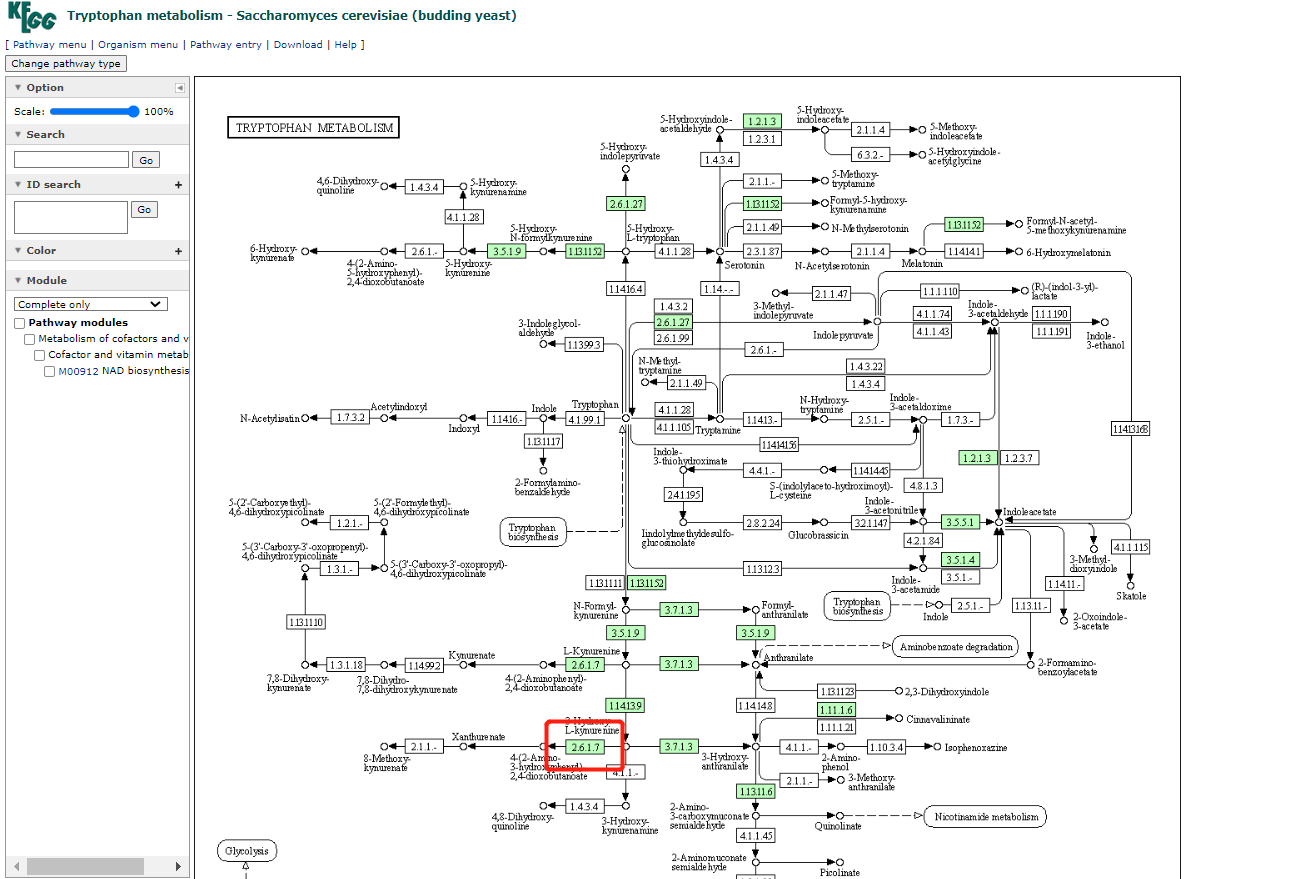 KEGG
Tryptophan metabolism - Saccharomyces cerevisiae (budding yeast)
[ Pathway menu | Organism menu | Pathway entry | Download | Help ]
Change pathway type
Option
Scale: 100%
Search
Go
ID search +
Go
Color +
Module
Complete only
Pathway modules
Metabolism of cofactors and v
Cofactor and vitamin metab
M00912 NAD biosynthesis
TRYPTOPHAN METABOLISM
5-Hydroxyindole-
acetaldehyde
1.2.1.3
1.2.3.1
5-Hydroxy-
indoleacetate
2.1.1.4
5-Methoxy-
indoleacetate
6.3.2.-
5-Hydroxyindole-
acetylglycine
5-Hydroxy-
indolepyruvate
1.4.3.4
4,6-Dihydroxy-
quinoline
1.4.3.4
5-Hydroxy-
kynurenamine
2.1.1.-
5-Methoxy-
tryptamine
2.6.1.27
1.13.11.52
Formyl-5-hydroxy-
kynurenamine
4.1.1.28
5-Hydroxy-
N-formylkynurenine
5-Hydroxy-
L-tryptophan
2.1.1.49
N-Methylserotonin
1.13.11.52
Formyl-N-acetyl-
5-methoxykynurenamine
6-Hydroxy-
kynurenate
2.6.1.-
3.5.1.9
1.13.11.52
4.1.1.28
2.3.1.87
2.1.1.4
1.14.14.1
6-Hydroxymelatonin
4-(2-Amino-
5-hydroxyphenyl)-
2,4-dioxobutanoate
5-Hydroxy-
kynurenine
Serotonin
N-Acetylserotonin
Melatonin
1.14.16.4
1.14.-.-
3-Methyl-
indolepyruvate
2.1.1.47
1.1.1.110
(R)-(indol-3-yl)-
lactate
1.4.3.2
2.6.1.27
2.6.1.99
Indolepyruvate
1.4.1.74
1.4.1.43
Indole-
3-acetaldehyde
1.1.1.190
1.1.1.191
Indole-
3-ethanol
3-Indoleglycol-
aldehyde
1.13.99.3
2.6.1.-
N-Methyl-
tryptamine
2.1.1.49
1.4.3.22
1.4.3.4
N-Acetylisatin
1.7.3.2
Acetylindoxyl
Indoxyl
1.14.16.-
Indole
4.1.99.1
Tryptophan
4.1.1.28
4.1.1.105
Tryptamine
1.14.13.-
N-Hydroxy-
tryptamine
2.5.1.-
Indole-
3-acetaldoxime
1.7.3.-
1.14.13.168
1.13.11.17
2-Formylamino-
benzaldehyde
1.14.14.156
Indole-
3-thiohydroximate
4.4.1.-
1.14.14.45
S-(indolylaceto-hydroximoyl)-
L-cysteine
1.2.1.3
1.2.3.7
2.4.1.195
4.8.1.3
5-(2'-Carboxyethyl)-
4,6-dihydroxypicolinate
1.2.1.-
5-(2'-Formylethyl)-
4,6-dihydroxypicolinate
Tryptophan
biosynthesis
Iindolylmethyldesulfo-
glucosinolate
2.8.2.24
Glucobrassicin
3.2.1.147
Indole-
3-acetonitrile
3.5.5.1
Indoleacetate
4.2.1.84
5-(3'-Carboxy-3'-oxopropenyl)-
4,6-dihydroxypicolinate
1.3.1.-
5-(3'-Carboxy-3'-oxopropyl)-
4,6-dihydroxypicolinate
1.13.12.3
3.5.1.4
3.5.1.-
Indole-
3-acetamide
3-Methyl-
dioxyindole
4.1.1.115
Skatole
1.13.11.11
1.13.11.52
1.14.11.-
1.13.11.10
N-Formyl-
kynurenine
3.7.1.3
Formyl-
anthranilate
Tryptophan
biosynthesis
Indole
2.5.1.-
1.13.11.-
2-Oxoindole-
3-acetate
3.5.1.9
3.5.1.9
Aminobenzoate degradation
1.3.1.18
1.14.99.2
Kynurenate
L-Kynurenine
2.6.1.7
3.7.1.3
Anthranilate
2-Formamino-
benzoylacetate
7,8-Dihydroxy-
kynurenate
7,8-Dihydro-
7,8-dihydroxykynurenate
4-(2-Aminophenyl)-
2,4-dioxobutanoate
1.14.13.9
1.14.14.8
1.13.11.23
2,3-Dihydroxyindole
1.11.1.6
1.11.1.21
Cinnavalininate
3-Hydroxy-
L-kynurenine
2.1.1.-
Xanthurenate
2.6.1.7
3.7.1.3
4.1.1.-
1.10.3.4
Isophenoxazine
8-Methoxy-
kynurenate
4-(2-Amino-
3-hydroxyphenyl)-
2,4-dioxobutanoate
4.1.1.-
3-Hydroxy-
anthranilate
2-Amino-
phenol
2.1.1.-
3-Methoxy-
anthranilate
1.13.11.6
4,8-Dihydroxy-
quinoline
1.4.3.4
3-Hydroxy-
kynurenamine
2-Amino-
3-carboxymuconate
semialdehyde
Quinolinate
Nicotinamide metabolism
4.1.1.45
Glycolysis
2-Aminomuconate
semialdehyde
Picolinate